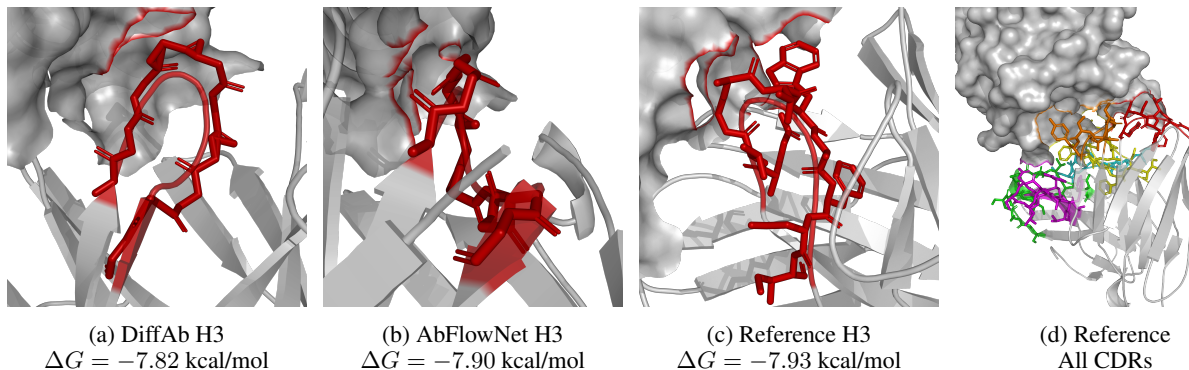 (a) DiffAb H3
ΔG = −7.82 kcal/mol
(b) AbFlowNet H3
ΔG = −7.90 kcal/mol
(c) Reference H3
ΔG = −7.93 kcal/mol
(d) Reference
All CDRs